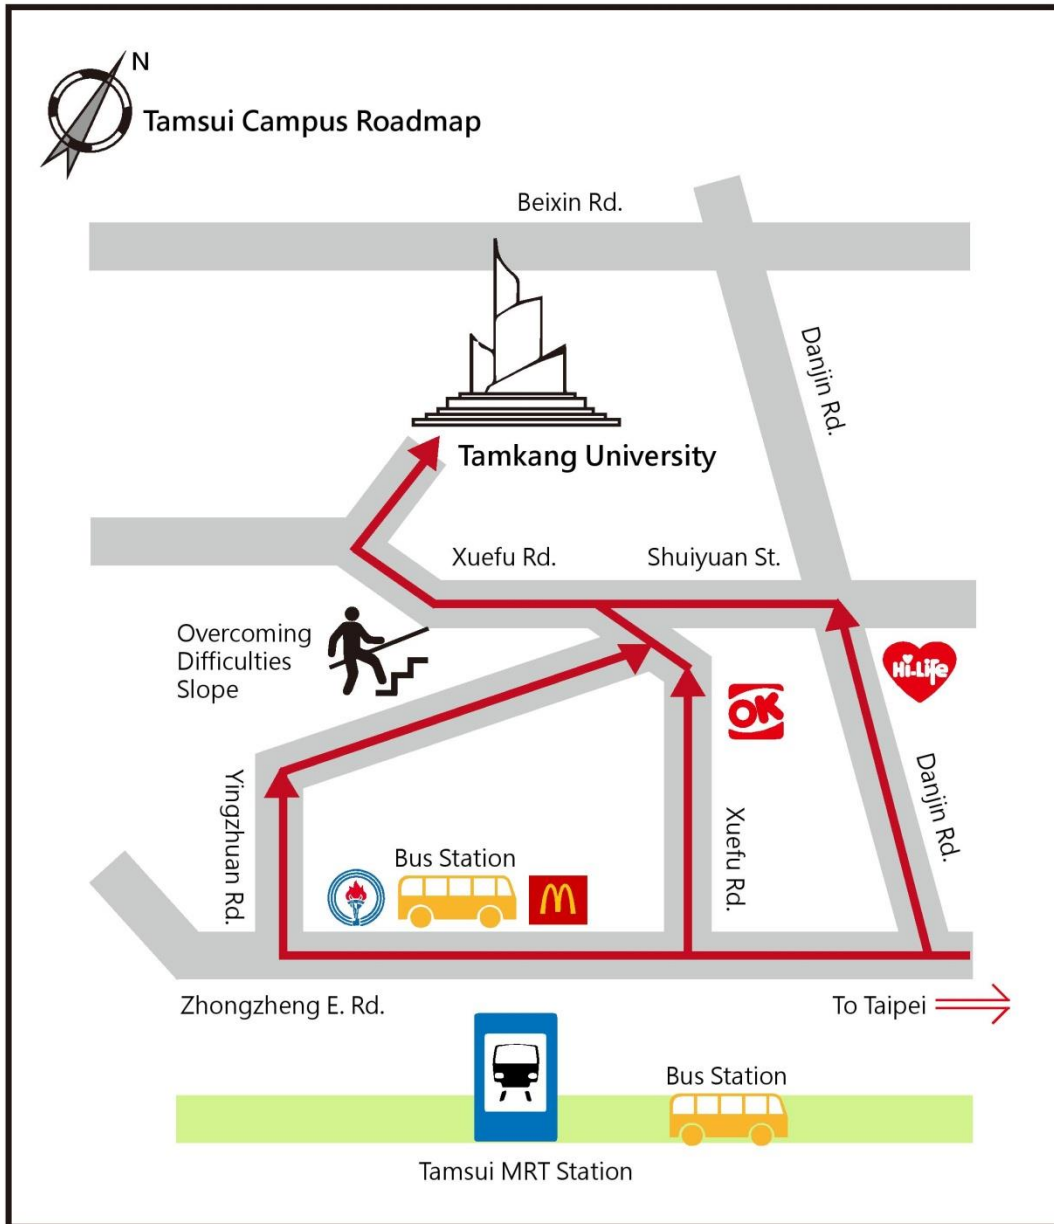 N
Tamsui Campus Roadmap
Beixin Rd.
Danjin Rd.
Tamkang University
Xuefu Rd.
Shuiyuan St.
Overcoming
Difficulties
Slope
Hi-Life
OK
Yingzhuan Rd.
Bus Station
Xuefu Rd.
Danjin Rd.
Zhongzheng E. Rd.
To Taipei
Bus Station
Tamsui MRT Station